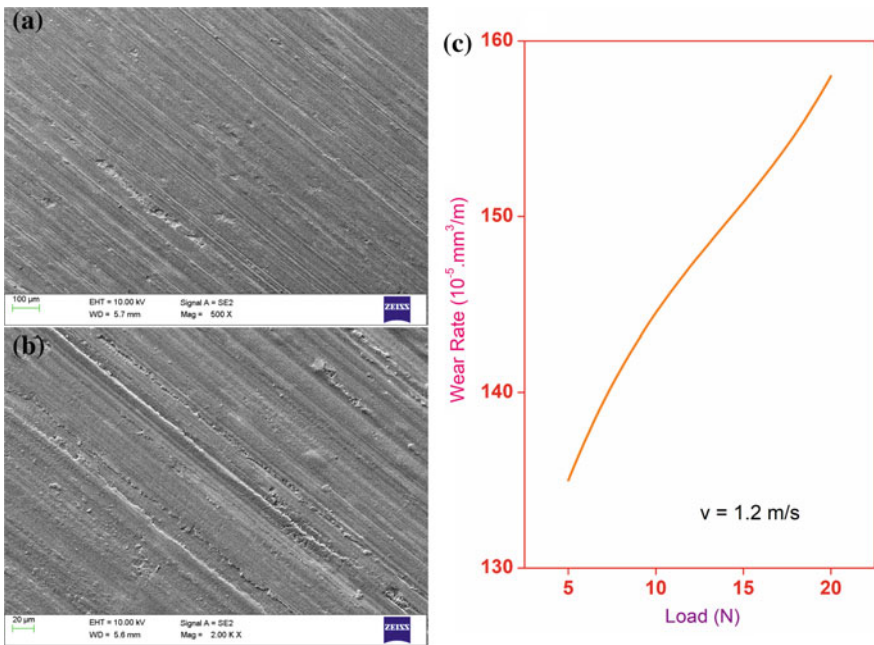 (a)
100 µm
EHT = 10.00 kV
WD = 5.7 mm
Signal A = SE2
Mag = 500 X
ZEISS
(b)
20 µm
EHT = 10.00 kV
WD = 5.6 mm
Signal A = SE2
Mag = 2.00 K X
ZEISS
(c)
160
150
140
130
Wear Rate (10⁻⁵.mm³/m)
v = 1.2 m/s
5 10 15 20
Load (N)